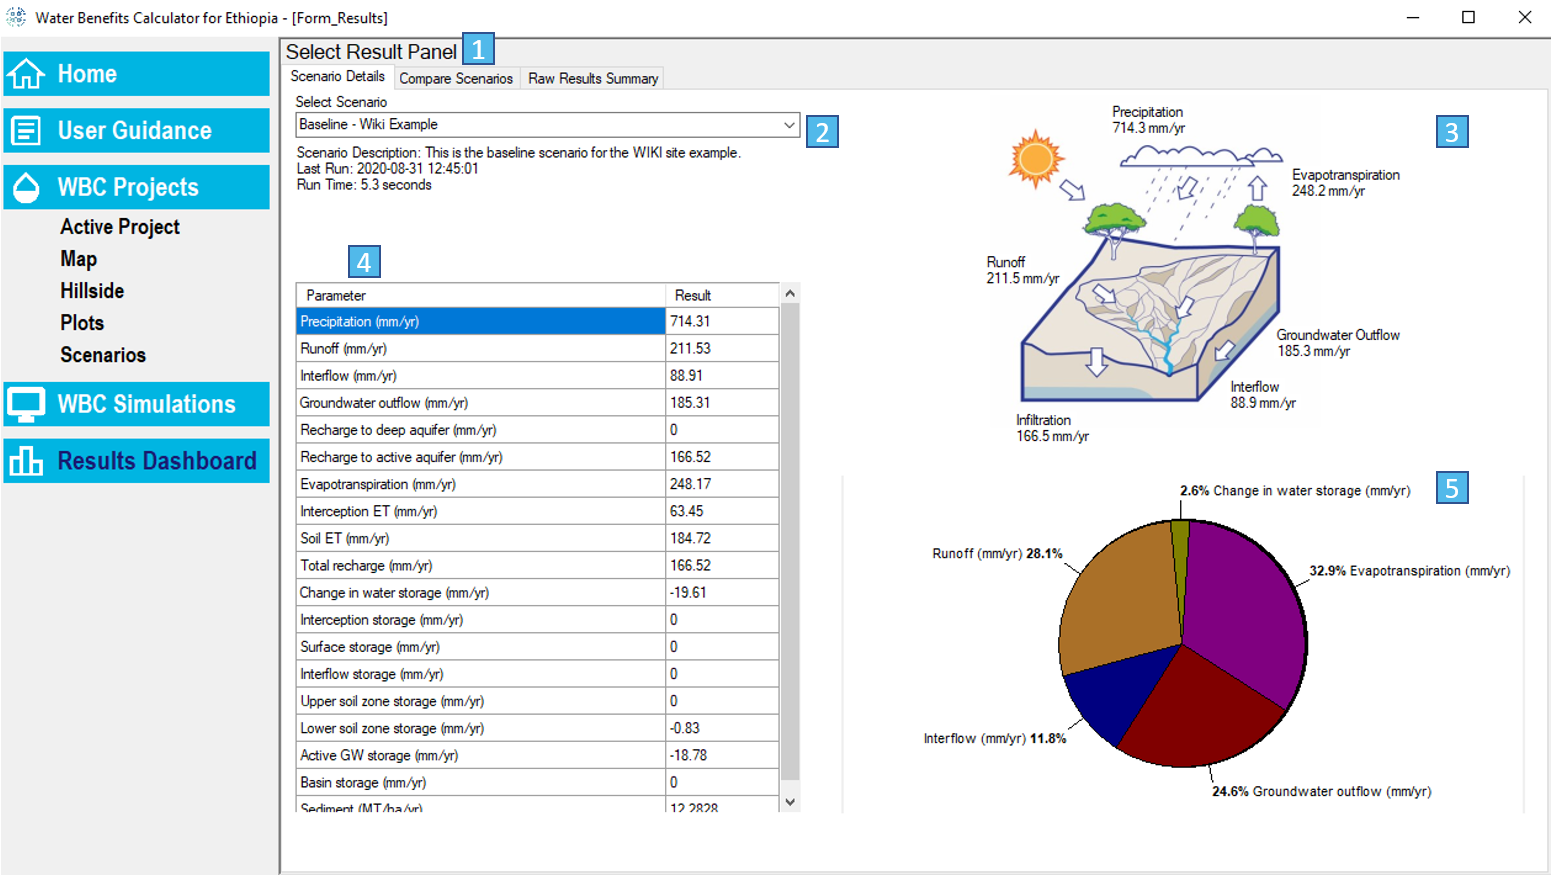 Water Benefits Calculator for Ethiopia - [Form_Results]
Home
User Guidance
WBC Projects
Active Project
Map
Hillside
Plots
Scenarios
WBC Simulations
Results Dashboard
Select Result Panel 1
Scenario Details Compare Scenarios Raw Results Summary
Select Scenario
Baseline - Wiki Example
2
Scenario Description: This is the baseline scenario for the WIKI site example.
Last Run: 2020-08-31 12:45:01
Run Time: 5.3 seconds
4
Parameter Result
Precipitation (mm/yr) 714.31
Runoff (mm/yr) 211.53
Interflow (mm/yr) 88.91
Groundwater outflow (mm/yr) 185.31
Recharge to deep aquifer (mm/yr) 0
Recharge to active aquifer (mm/yr) 166.52
Evapotranspiration (mm/yr) 248.17
Interception ET (mm/yr) 63.45
Soil ET (mm/yr) 184.72
Total recharge (mm/yr) 166.52
Change in water storage (mm/yr) -19.61
Interception storage (mm/yr) 0
Surface storage (mm/yr) 0
Interflow storage (mm/yr) 0
Upper soil zone storage (mm/yr) 0
Lower soil zone storage (mm/yr) -0.83
Active GW storage (mm/yr) -18.78
Basin storage (mm/yr) 0
Sediment (MT/ha/yr) 12.2828
3
Precipitation
714.3 mm/yr
Evapotranspiration
248.2 mm/yr
Runoff
211.5 mm/yr
Groundwater Outflow
185.3 mm/yr
Interflow
88.9 mm/yr
Infiltration
166.5 mm/yr
5
2.6% Change in water storage (mm/yr)
Runoff (mm/yr) 28.1%
32.9% Evapotranspiration (mm/yr)
Interflow (mm/yr) 11.8%
24.6% Groundwater outflow (mm/yr)